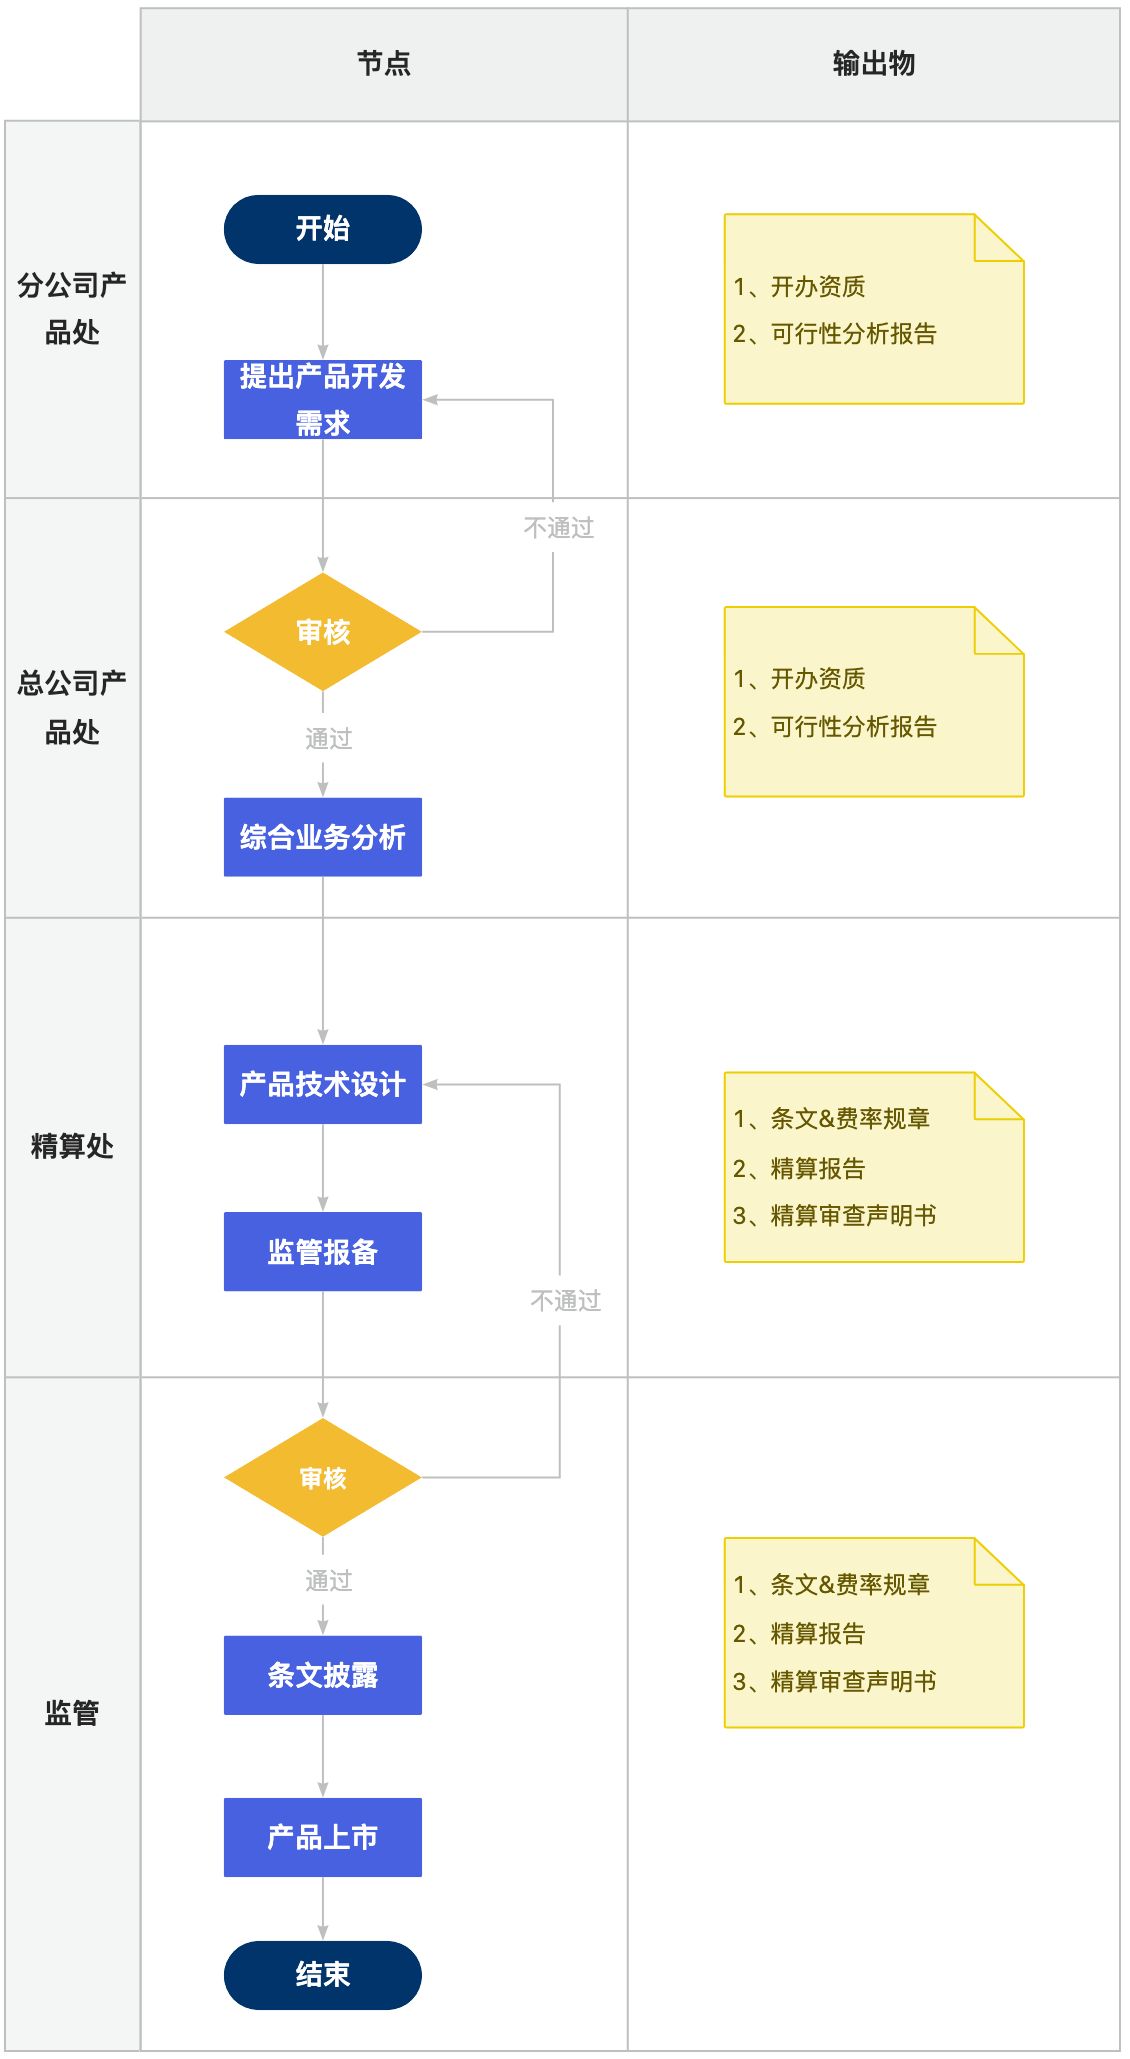 节点
输出物
分公司产
品处
开始
提出产品开发
需求
1、开办资质
2、可行性分析报告
不通过
总公司产
品处
审核
通过
综合业务分析
1、开办资质
2、可行性分析报告
精算处
产品技术设计
监管报备
不通过
1、条文&费率规章
2、精算报告
3、精算审查声明书
监管
审核
通过
条文披露
产品上市
结束
1、条文&费率规章
2、精算报告
3、精算审查声明书